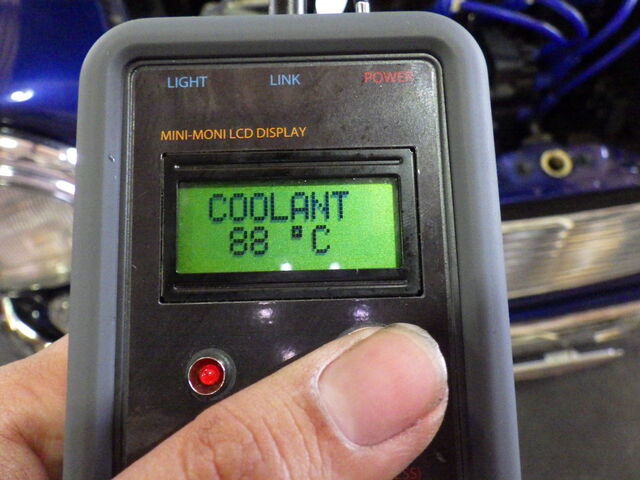 LIGHT LINK POWER
MINI-MONI LCD DISPLAY
COOLANT
88 °C